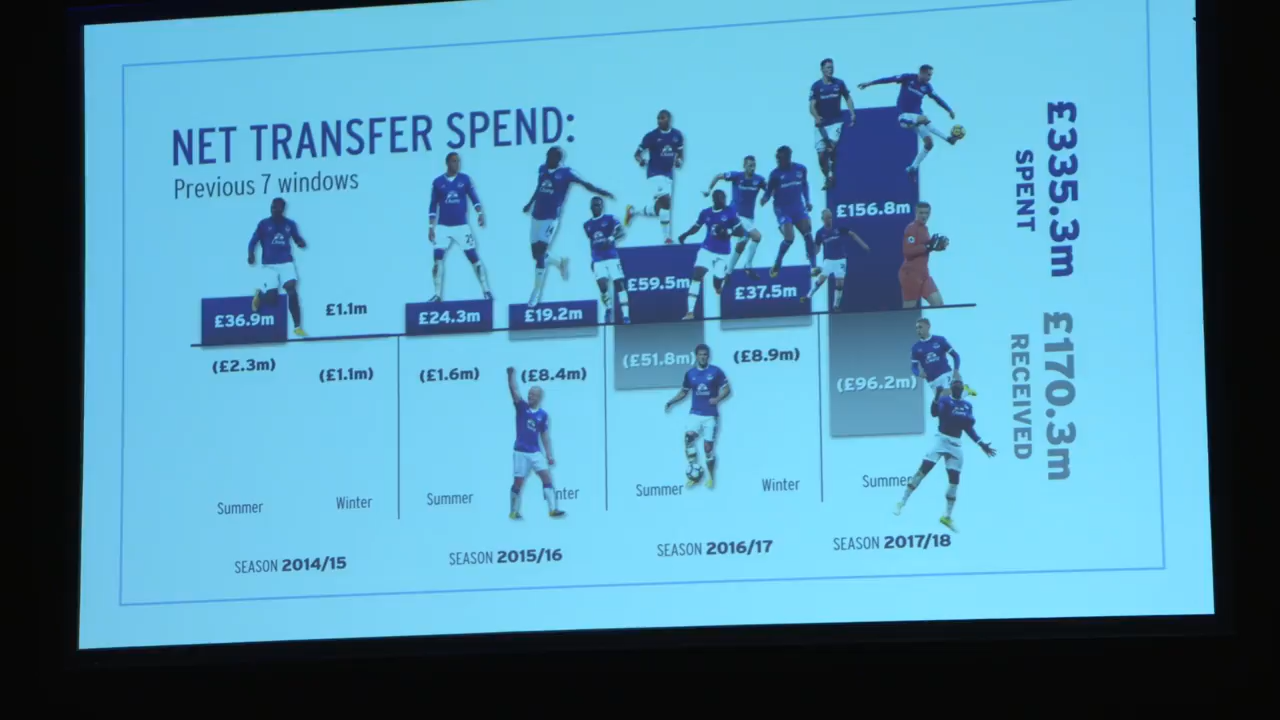 NET TRANSFER SPEND:
Previous 7 windows
£36.9m
£1.1m
£24.3m
£19.2m
£59.5m
£37.5m
£156.8m
(£2.3m)
(£1.1m)
(£1.6m)
(£8.4m)
(£51.8m)
(£8.9m)
(£96.2m)
Summer
Winter
Summer
nter
Summer
Winter
Summer
SEASON 2014/15
SEASON 2015/16
SEASON 2016/17
SEASON 2017/18
£335.3m
SPENT
£170.3m
RECEIVED